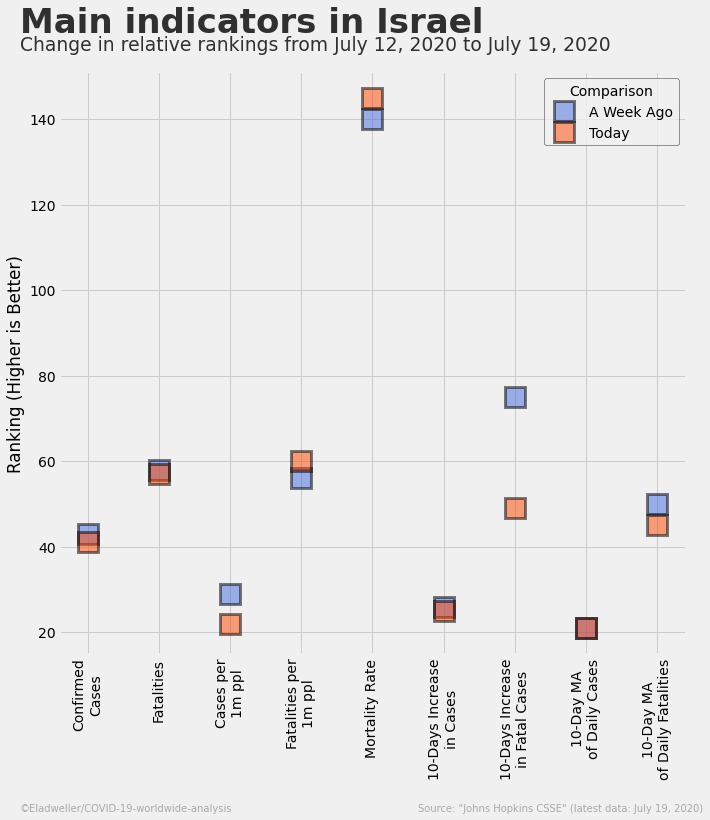 Main indicators in Israel
Change in relative rankings from July 12, 2020 to July 19, 2020
Comparison
A Week Ago
Today
Ranking (Higher is Better)
140
120
100
80
60
40
20
Confirmed
Cases
Fatalities
Cases per
1m ppl
Fatalities per
1m ppl
Mortality Rate
10-Days Increase
in Cases
10-Days Increase
in Fatal Cases
10-Day MA
of Daily Cases
10-Day MA
of Daily Fatalities
©Eladweller/COVID-19-worldwide-analysis
Source: "Johns Hopkins CSSE" (latest data: July 19, 2020)